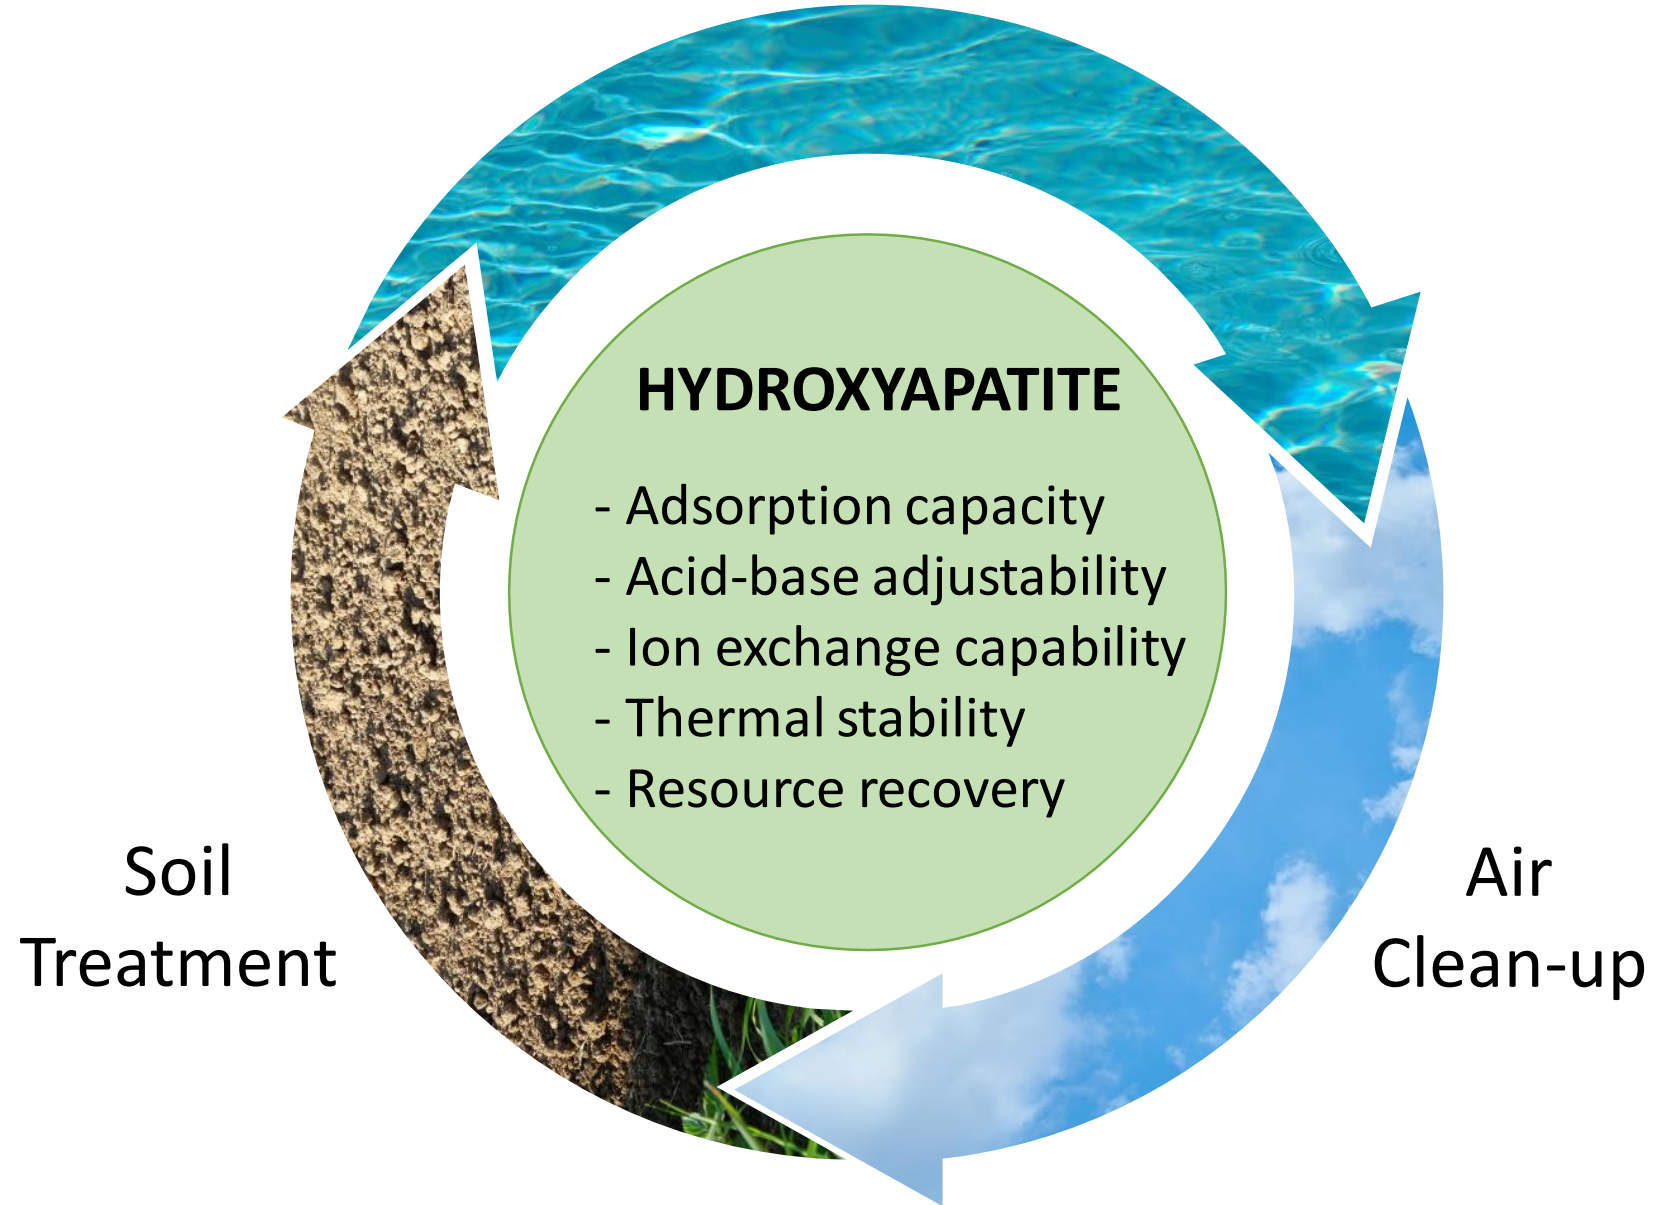 HYDROXYAPATITE
- Adsorption capacity
- Acid-base adjustability
- Ion exchange capability
- Thermal stability
- Resource recovery
Soil
Treatment
Air
Clean-up